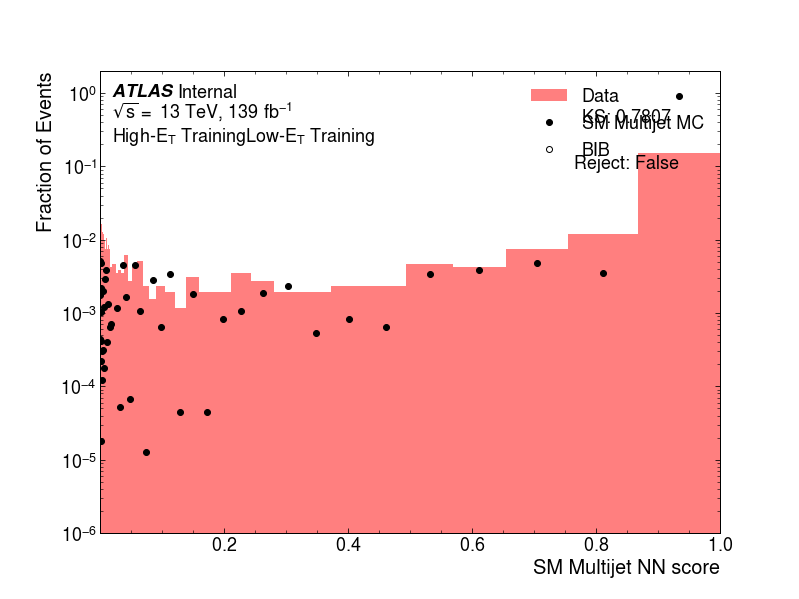 ATLAS Internal
√s = 13 TeV, 139 fb⁻¹
High-E_T TrainingLow-E_T Training
Data
KS: 0.7807
SM Multijet MC
BIB
Reject: False
Fraction of Events
10⁰
10⁻¹
10⁻²
10⁻³
10⁻⁴
10⁻⁵
10⁻⁶
0.2 0.4 0.6 0.8 1.0
SM Multijet NN score